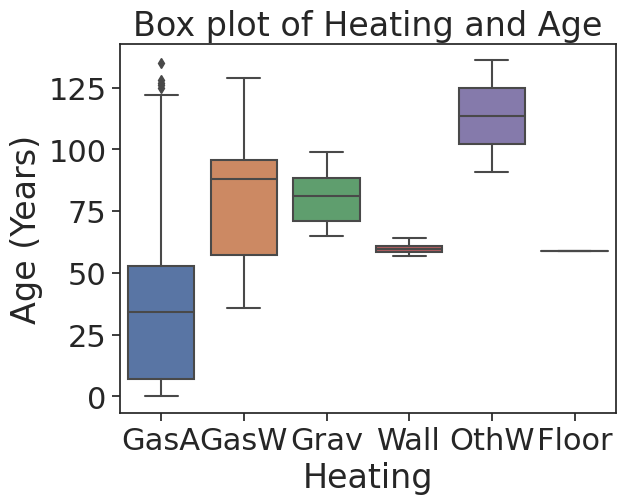 Box plot of Heating and Age
Age (Years)
125
100
75
50
25
0
GasA GasW Grav Wall OthW Floor
Heating